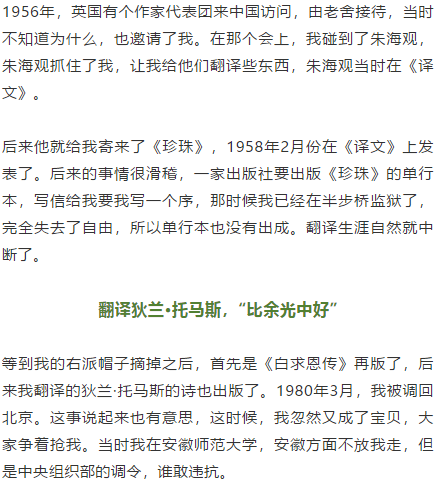 1956年，英国有个作家代表团来中国访问，由老舍接待，当时
不知道为什么，也邀请了我。在那个会上，我碰到了朱海观，
朱海观抓住了我，让我给他们翻译些东西，朱海观当时在《译
文》。
后来他就给我寄来了《珍珠》，1958年2月份在《译文》上发
表了。后来的事情很滑稽，一家出版社要出版《珍珠》的单行
本，写信给我要我写一个序，那时候我已经在半步桥监狱了，
完全失去了自由，所以单行本也没有出成。翻译生涯自然就中
断了。
翻译狄兰·托马斯，“比余光中好”
等到我的右派帽子摘掉之后，首先是《白求恩传》再版了，后
来我翻译的狄兰·托马斯的诗也出版了。1980年3月，我被调回
北京。这事说起来也有意思，这时候，我忽然又成了宝贝，大
家争着抢我。当时我在安徽师范大学，安徽方面不放我走，但
是中央组织部的调令，谁敢违抗。